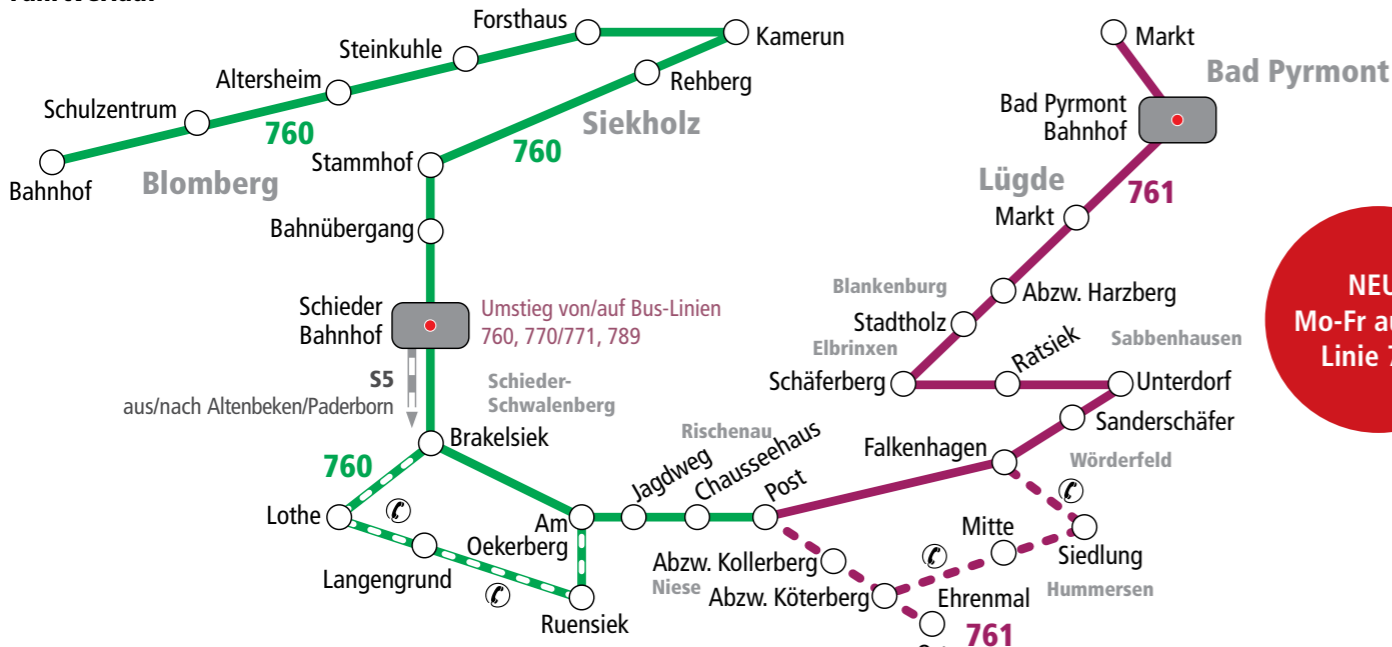 Forsthaus
Kamerun
Steinkuhle
Rehberg
Altersheim
Schulzentrum
760
Siekholz
760
Stammhof
Bahnhof
Blomberg
Bahnübergang
Schieder
Bahnhof
Umstieg von/auf Bus-Linien
760, 770/771, 789
S5
aus/nach Altenbeken/Paderborn
Schieder-
Schwalenberg
Brakelsiek
760
Lothe
Langengrund
Am
Oekerberg
Ruensiek
Rischenau
Jagdweg
Chausseehaus
Post
Markt
Bad Pyrmont
Bad Pyrmont
Bahnhof
Lügde
761
Markt
Blankenburg
Abzw. Harzberg
Stadtholz
Elbrinxen
Ratsiek
Sabbenhausen
Schäferberg
Unterdorf
Sanderschäfer
Falkenhagen
Wörderfeld
Mitte
Siedlung
Abzw. Kollerberg
Niese
Abzw. Köterberg
Ehrenmal
Hummersen
761
NEU
Mo-Fr au
Linie 7